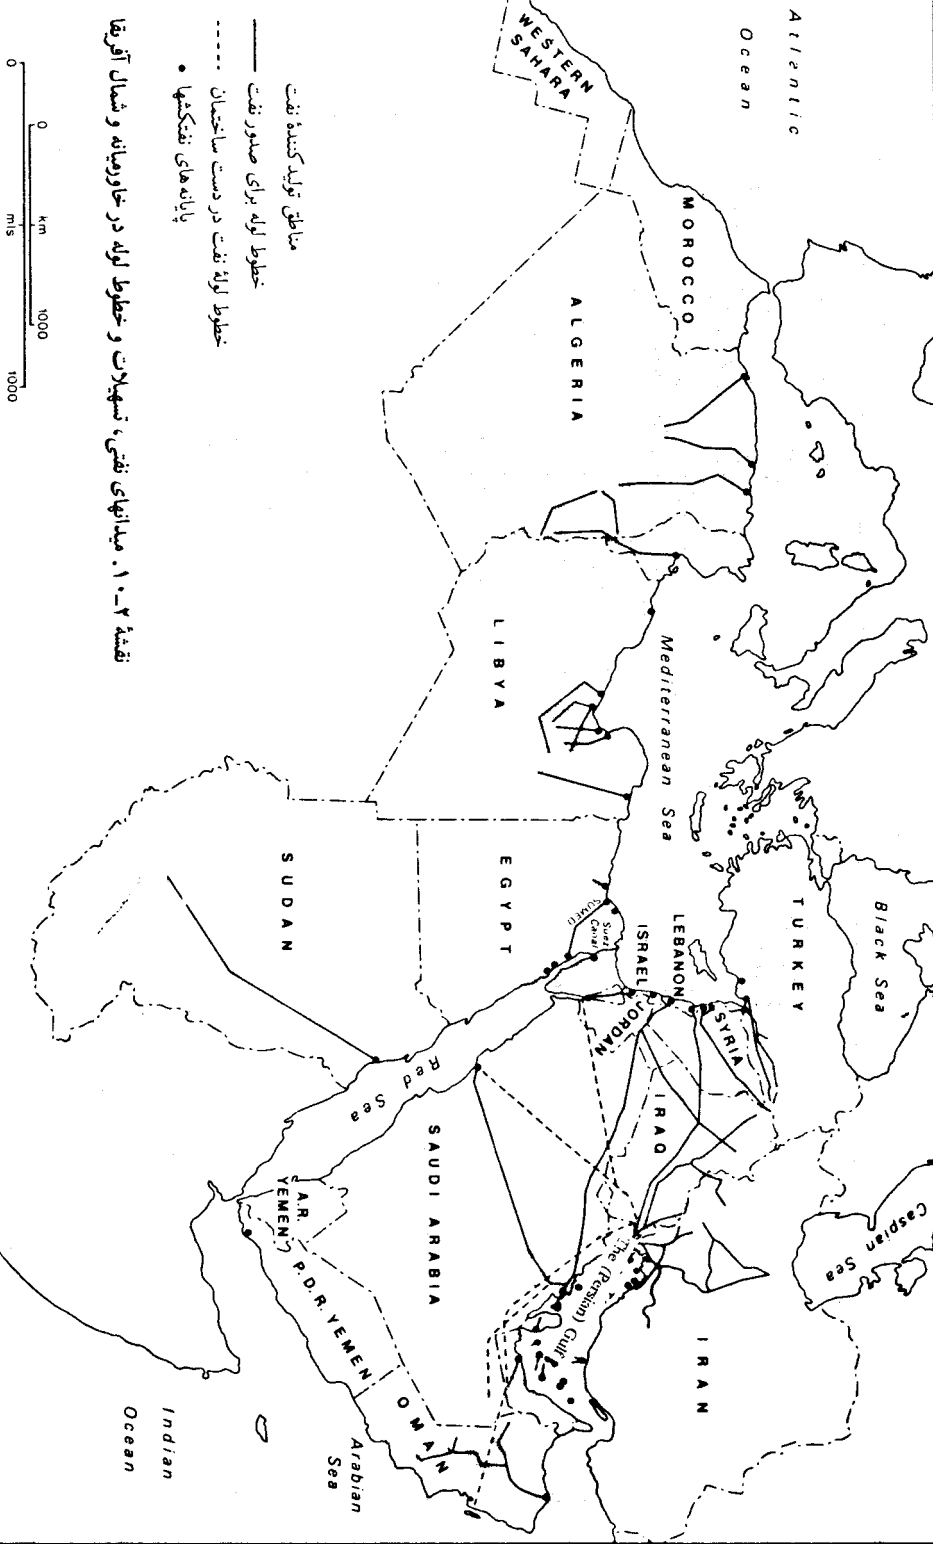 Atlantic
Ocean
WESTERN
SAHARA
MOROCCO
ALGERIA
LIBYA
Mediterranean Sea
EGYPT
SUDAN
SUMED
Suez
Canal
ISRAEL
LEBANON
JORDAN
SYRIA
TURKEY
Black Sea
IRAQ
Red
Sea
SAUDI ARABIA
A.R.
YEMEN
P.D.R. YEMEN
OMAN
The (Persian) Gulf
IRAN
Caspian
Sea
Arabian
Sea
Indian
Ocean
مناطق تولیدکنندهٔ نفت
خطوط لوله برای صدور نفت
خطوط لولهٔ نفت در دست ساختمان
پایانه‌های نفتکشها
0 km 1000
0 mls 1000
نقشهٔ ۲-۱۰. میدانهای نفتی، تسهیلات و خطوط لوله در خاورمیانه و شمال آفریقا